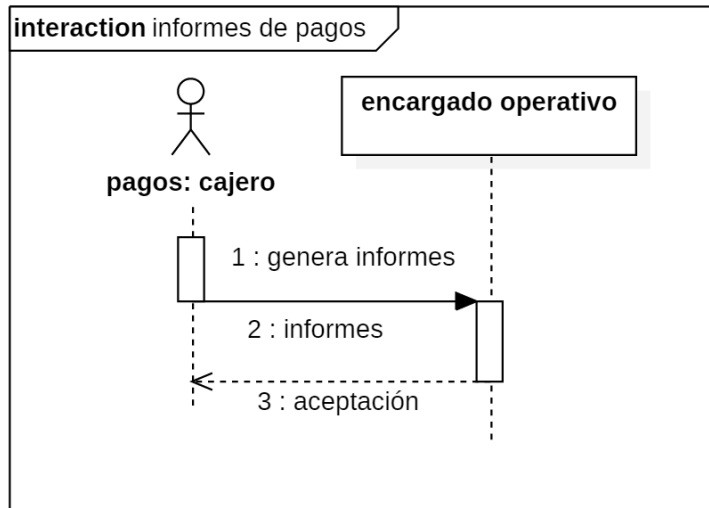 interaction informes de pagos
encargado operativo
pagos: cajero
1 : genera informes
2 : informes
3 : aceptación